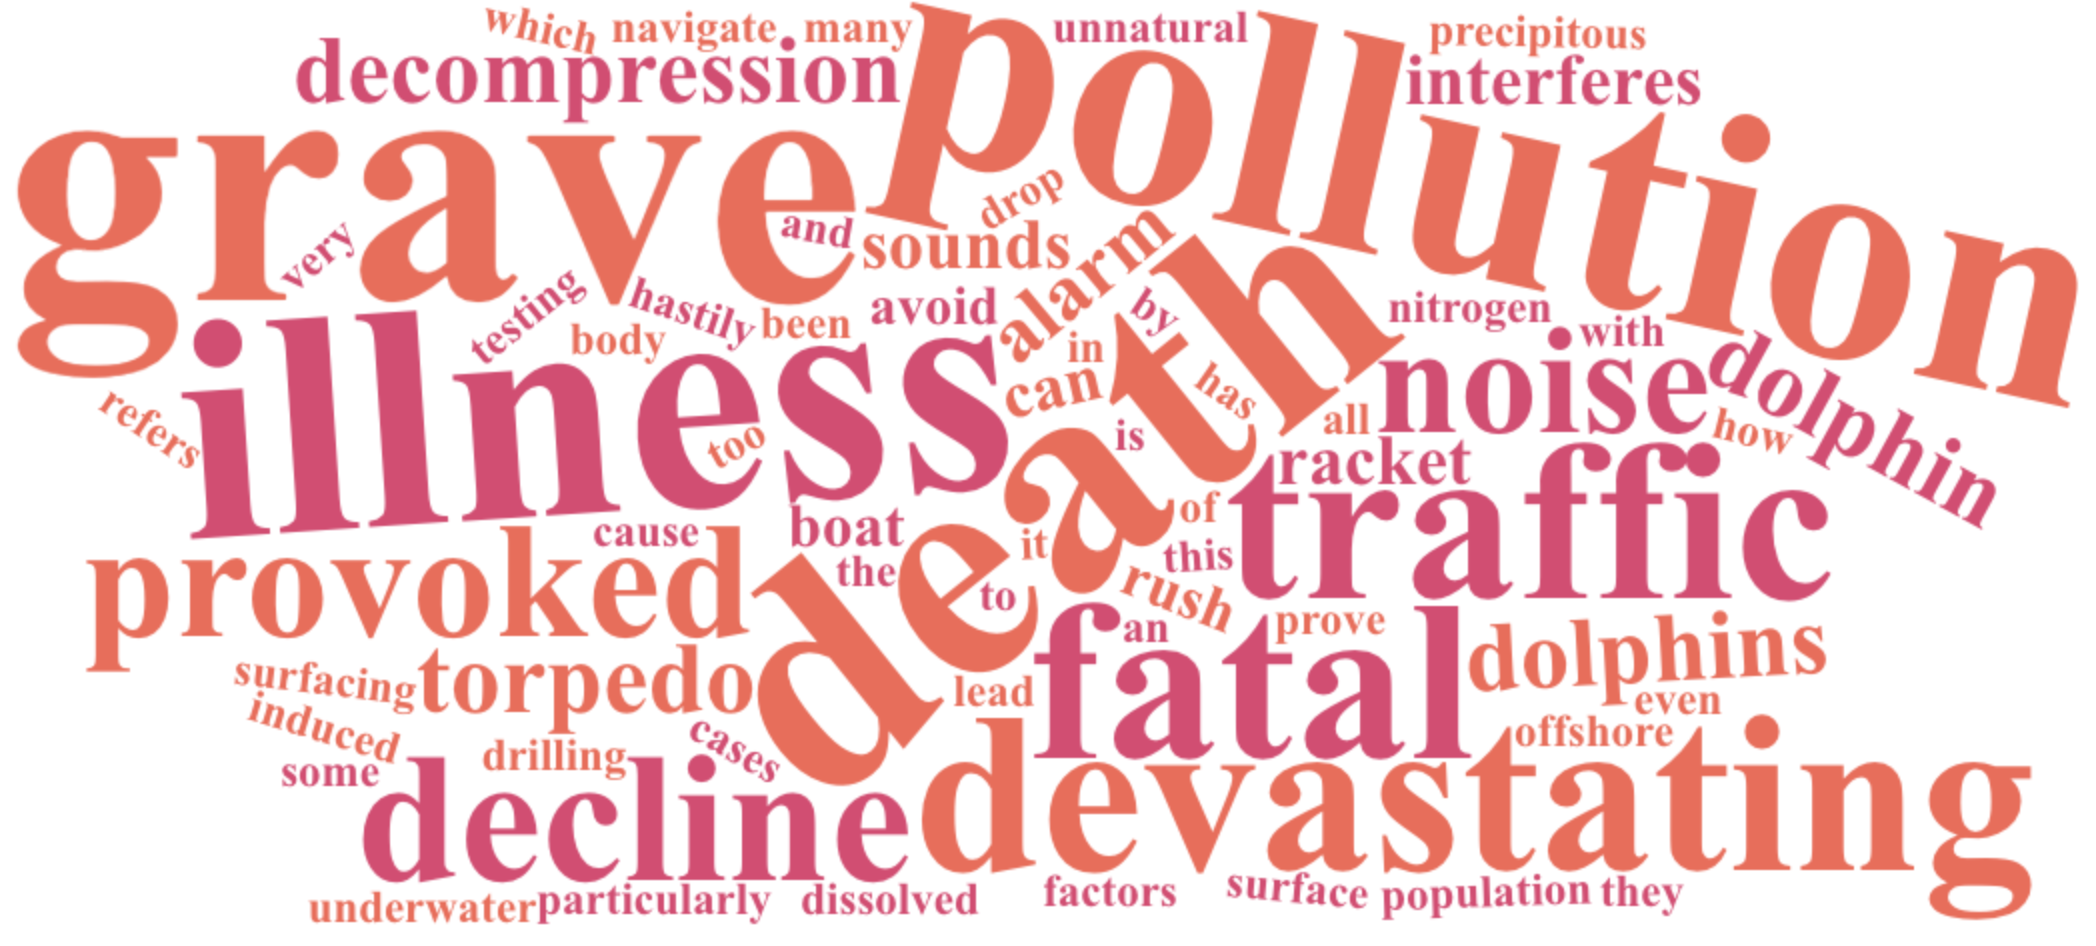 which navigate many
unnatural
precipitous
decompression
pollution
interferes
grave
drop
and
sounds
very
alarm
testing
hastily
body
been
avoid
by
nitrogen
with
illness
in
can
has
all
noise
dolphin
how
refers
too
is
racket
death
of
traffic
cause
boat
it
this
the
to
rush
provoked
an
prove
fatal
dolphins
surfacing
torpedo
lead
even
induced
drilling
cases
offshore
some
decline
devastating
underwater particularly dissolved factors surface population they